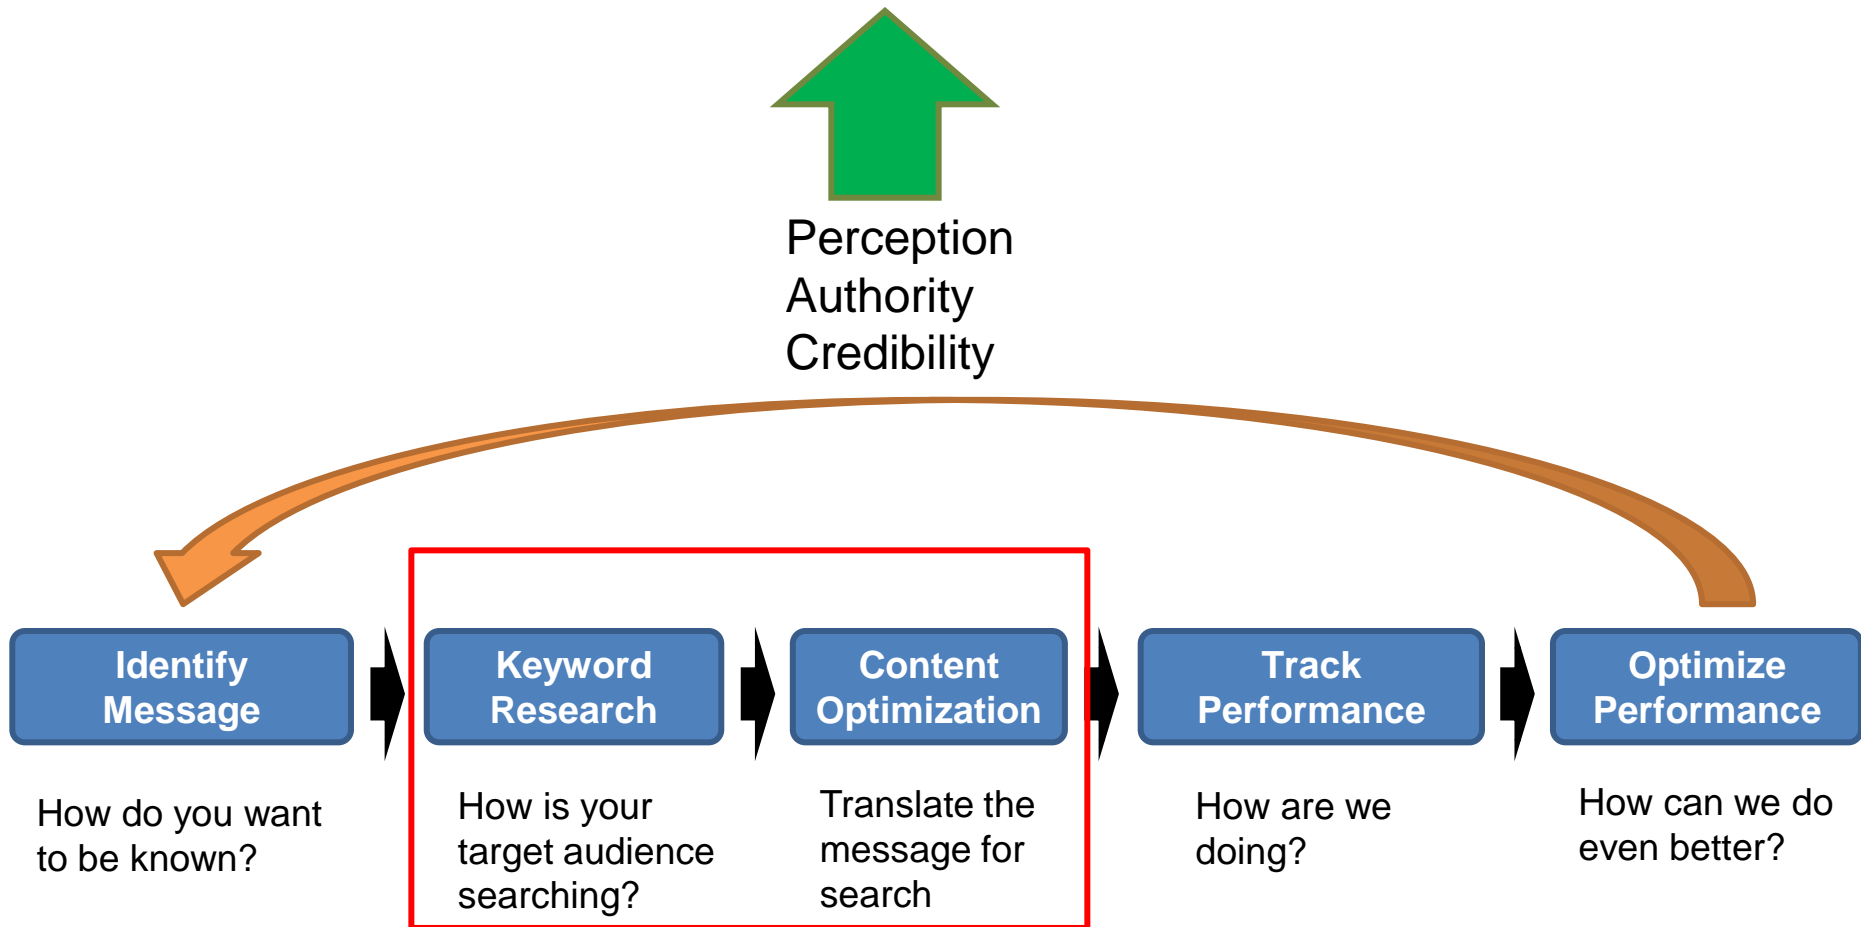 Perception
Authority
Credibility
Identify
Message
Keyword
Research
Content
Optimization
Track
Performance
Optimize
Performance
How do you want
to be known?
How is your
target audience
searching?
Translate the
message for
search
How are we
doing?
How can we do
even better?